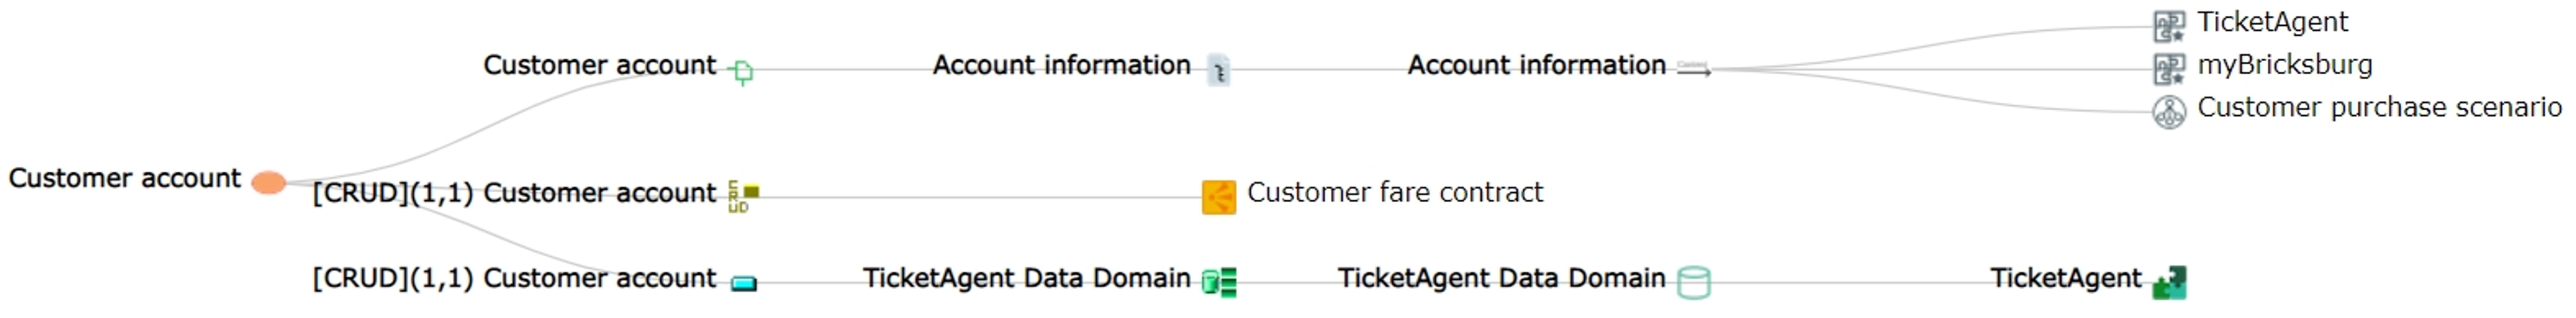 TicketAgent
Customer account Account information Account information myBricksburg
Customer purchase scenario
Customer account
[CRUD](1,1) Customer account Customer fare contract
[CRUD](1,1) Customer account TicketAgent Data Domain TicketAgent Data Domain TicketAgent